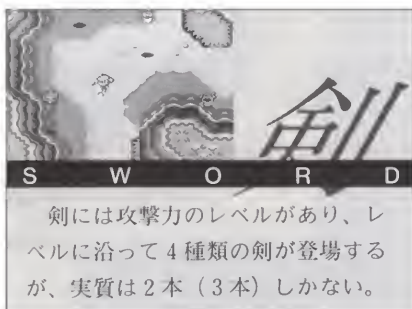 剣
SWORD
剣には攻撃力のレベルがあり、レ
ベルに沿って4種類の剣が登場する
が、実質は2本（3本）しかない。